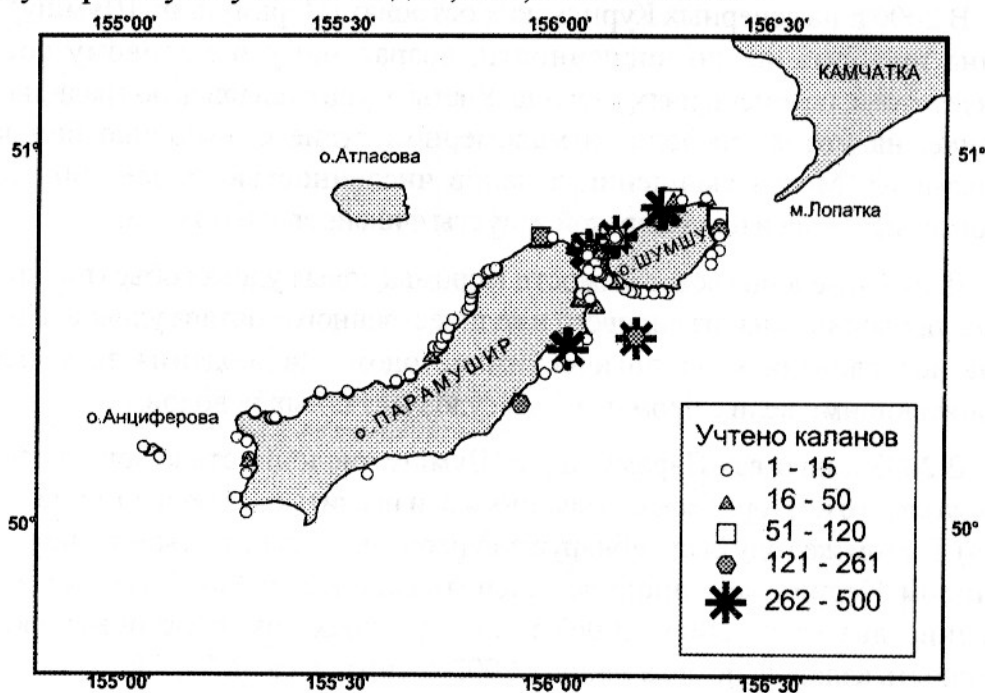 155°00' 155°30' 156°00' 156°30'
КАМЧАТКА
51° 51°
о.Атласова
м.Лопатка
о.ШУМШУ
о.ПАРАМУШИР
о.Анциферова
Учтено каланов
1 - 15
16 - 50
51 - 120
121 - 261
262 - 500
50° 50°
155°00' 155°30' 156°00' 156°30'